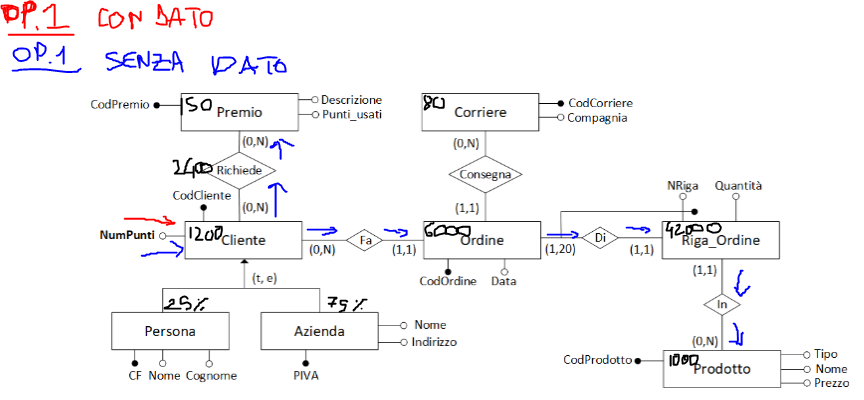 OP.1 CON DATO
OP.1 SENZA DATO
150
CodPremio
Premio
Descrizione
Punti_usati
80
Corriere
CodCorriere
Compagnia
(0,N)
(0,N)
2400
Richiede
Consegna
CodCliente
(0,N)
(1,1)
NRiga
Quantità
NumPunti
1200
Cliente
(0,N)
Fa
(1,1)
6000
Ordine
(1,20)
Di
(1,1)
42000
Riga_Ordine
(t, e)
CodOrdine
Data
(1,1)
25%
75%
In
Persona
Azienda
Nome
Indirizzo
(0,N)
CF
Nome
Cognome
PIVA
CodProdotto
1000
Prodotto
Tipo
Nome
Prezzo